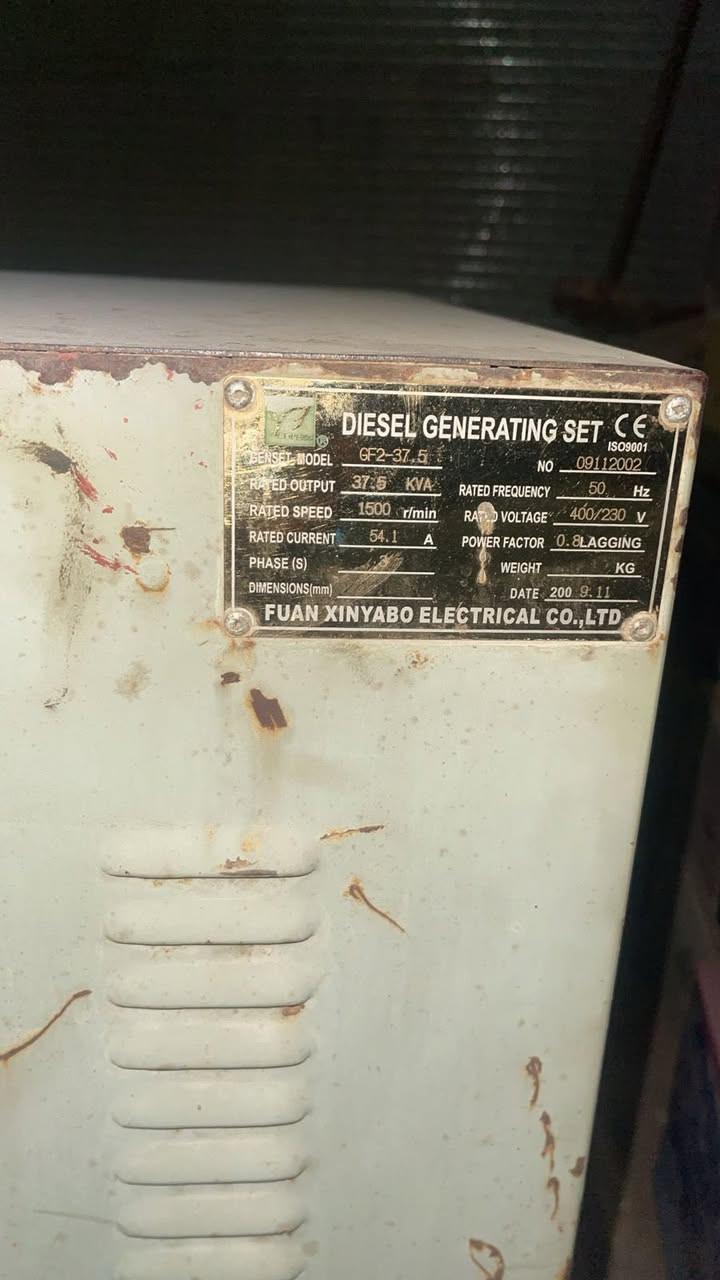 DIESEL GENERATING SET CE
ISO9001
®
GENSET MODEL GF2-37.5 NO 09112002
RATED OUTPUT 37.5 KVA RATED FREQUENCY 50 Hz
RATED SPEED 1500 r/min RATED VOLTAGE 400/230 V
RATED CURRENT 54.1 A POWER FACTOR 0.8LAGGING
PHASE (S) WEIGHT KG
DIMENSIONS(mm) DATE 200 9.11
FUAN XINYABO ELECTRICAL CO.,LTD